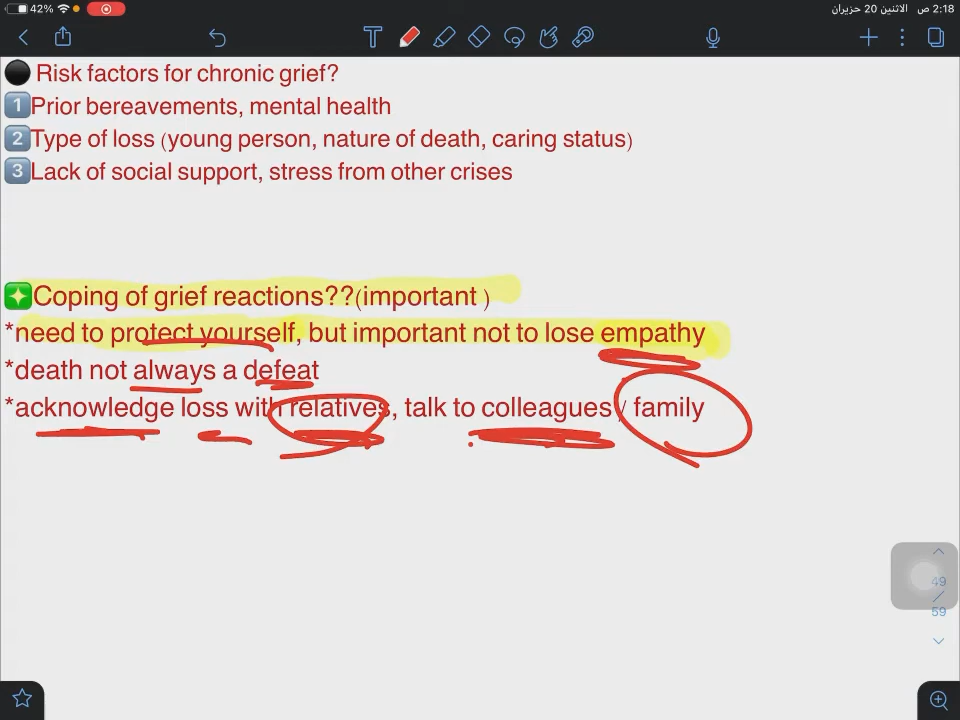 42% 2:18 ص الاثنين 20 حزيران
Risk factors for chronic grief?
1 Prior bereavements, mental health
2 Type of loss (young person, nature of death, caring status)
3 Lack of social support, stress from other crises
Coping of grief reactions??(important )
*need to protect yourself, but important not to lose empathy
*death not always a defeat
*acknowledge loss with relatives, talk to colleagues / family
49
/
59